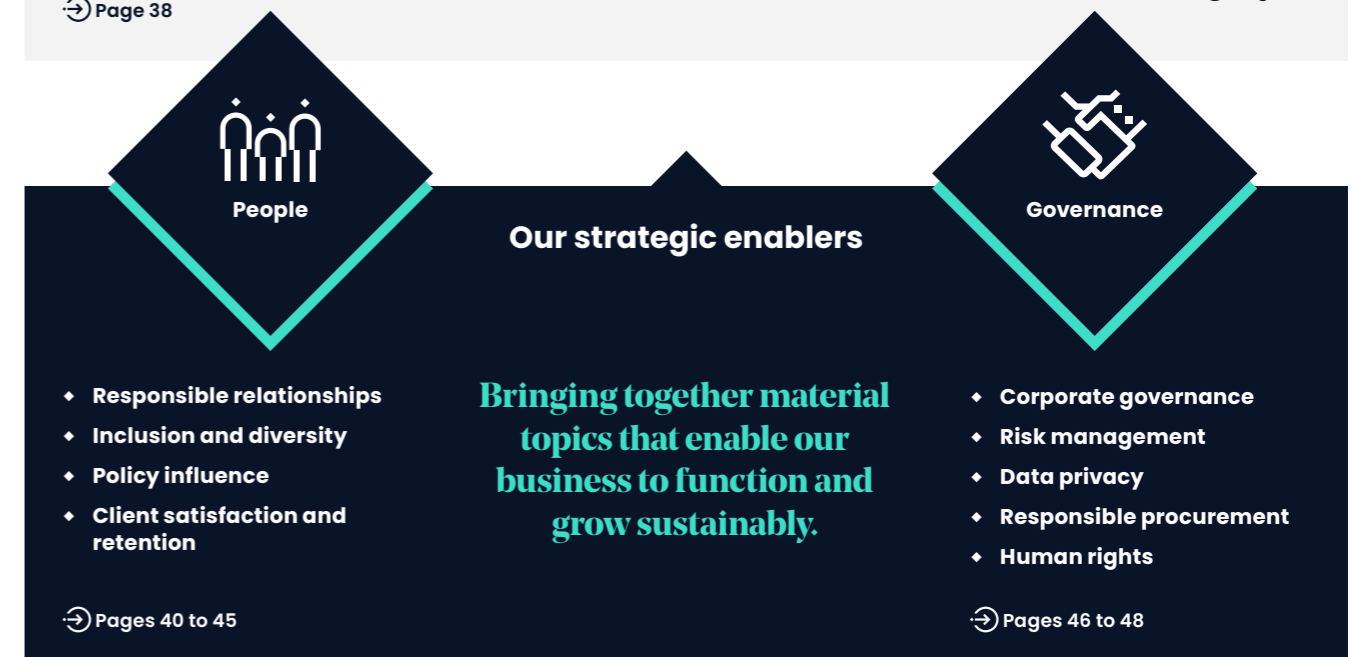 Page 38
People
Governance
Our strategic enablers
Responsible relationships
Inclusion and diversity
Policy influence
Client satisfaction and
retention
Pages 40 to 45
Bringing together material
topics that enable our
business to function and
grow sustainably.
Corporate governance
Risk management
Data privacy
Responsible procurement
Human rights
Pages 46 to 48